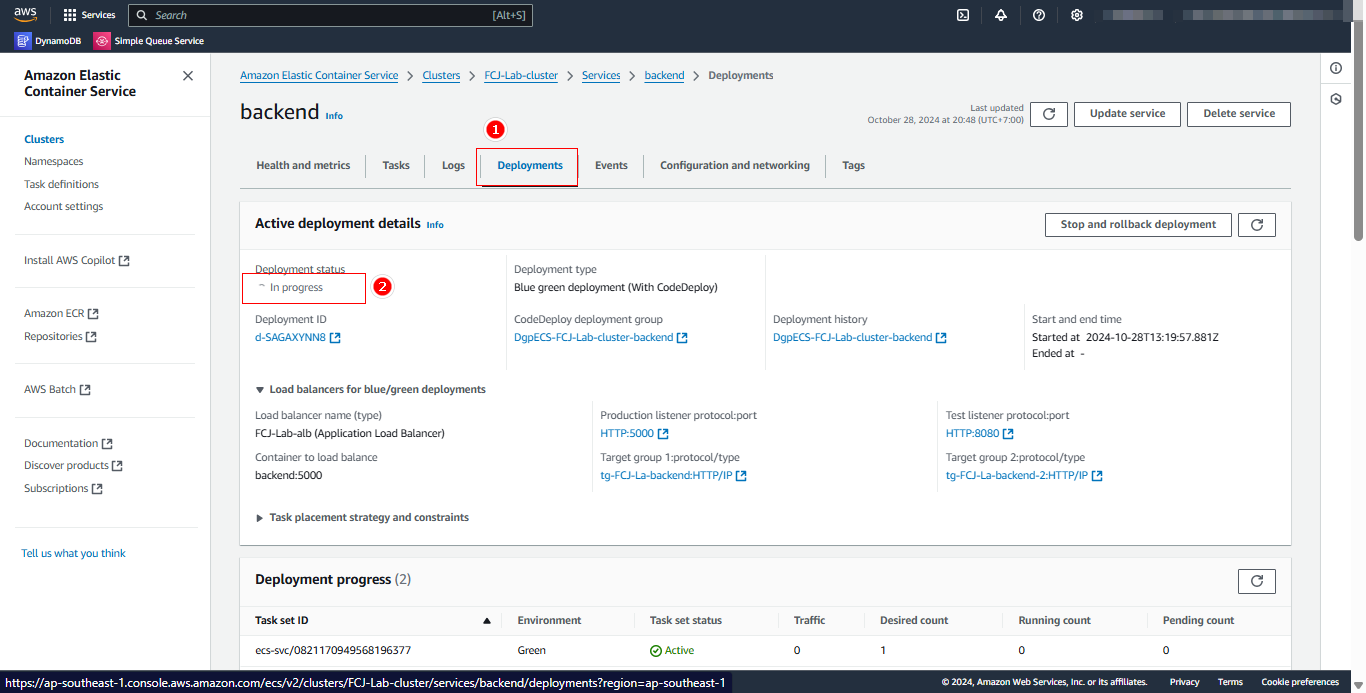 aws
Services
Search
[Alt+S]
DynamoDB
Simple Queue Service
Amazon Elastic
Container Service
Clusters
Namespaces
Task definitions
Account settings
Install AWS Copilot
Amazon ECR
Repositories
AWS Batch
Documentation
Discover products
Subscriptions
Tell us what you think
Amazon Elastic Container Service > Clusters > FCJ-Lab-cluster > Services > backend > Deployments
backend Info
Last updated
October 28, 2024 at 20:48 (UTC+7:00)
Update service
Delete service
1
Health and metrics
Tasks
Logs
Deployments
Events
Configuration and networking
Tags
Active deployment details Info
Stop and rollback deployment
Deployment status
In progress
2
Deployment type
Blue green deployment (With CodeDeploy)
Deployment ID
d-SAGAXYNN8
CodeDeploy deployment group
DgpECS-FCJ-Lab-cluster-backend
Deployment history
DgpECS-FCJ-Lab-cluster-backend
Start and end time
Started at 2024-10-28T13:19:57.881Z
Ended at -
Load balancers for blue/green deployments
Load balancer name (type)
FCJ-Lab-alb (Application Load Balancer)
Production listener protocol:port
HTTP:5000
Test listener protocol:port
HTTP:8080
Container to load balance
backend:5000
Target group 1:protocol/type
tg-FCJ-La-backend:HTTP/IP
Target group 2:protocol/type
tg-FCJ-La-backend-2:HTTP/IP
Task placement strategy and constraints
Deployment progress (2)
Task set ID Environment Task set status Traffic Desired count Running count Pending count
ecs-svc/0821170949568196377 Green Active 0 1 0 0
https://ap-southeast-1.console.aws.amazon.com/ecs/v2/clusters/FCJ-Lab-cluster/services/backend/deployments?region=ap-southeast-1
© 2024, Amazon Web Services, Inc. or its affiliates.
Privacy
Terms
Cookie preferences